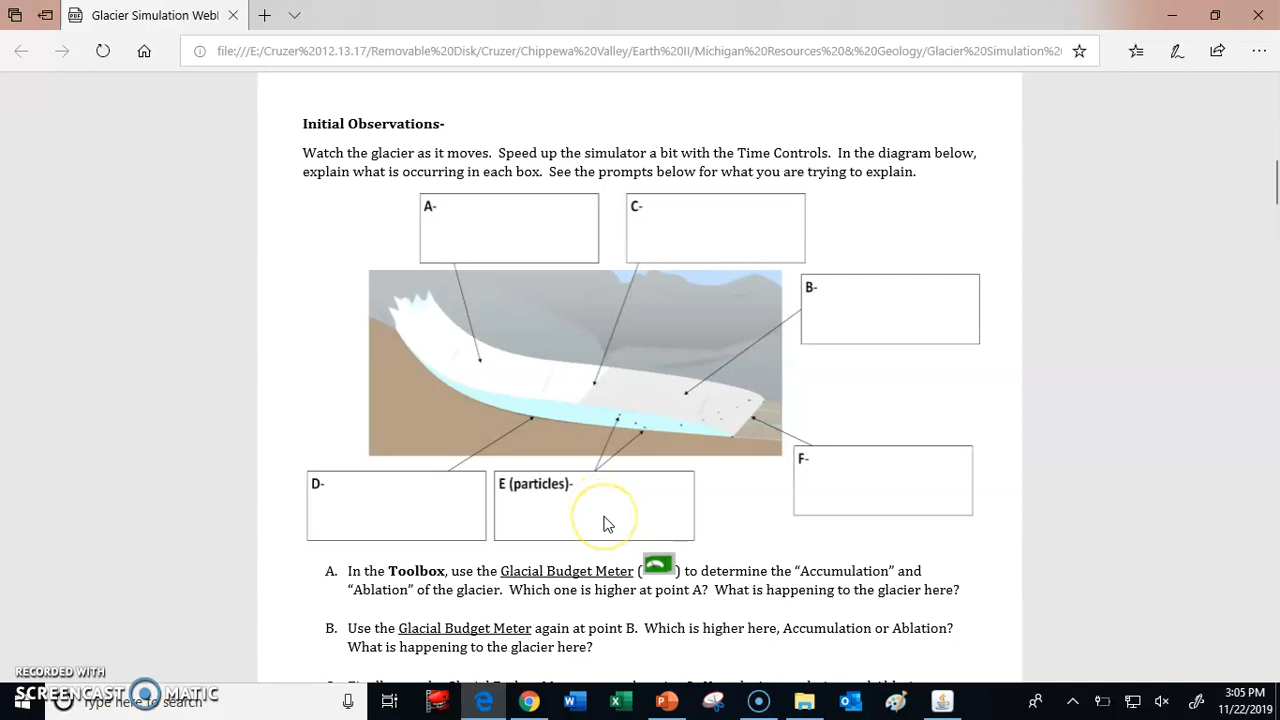 Glacier Simulation Webl
file:///E:/Cruzer%2012.13.17/Removable%20Disk/Cruzer/Chippewa%20Valley/Earth%20II/Michigan%20Resources%20&%20Geology/Glacier%20Simulation%20
Initial Observations-
Watch the glacier as it moves. Speed up the simulator a bit with the Time Controls. In the diagram below,
explain what is occurring in each box. See the prompts below for what you are trying to explain.
A-
C-
B-
F-
D-
E (particles)-
A. In the Toolbox, use the Glacial Budget Meter ( ) to determine the “Accumulation” and
“Ablation” of the glacier. Which one is higher at point A? What is happening to the glacier here?
B. Use the Glacial Budget Meter again at point B. Which is higher here, Accumulation or Ablation?
What is happening to the glacier here?
RECORDED WITH
SCREENCAST MATIC
Type here to search
3:05 PM
11/22/2019